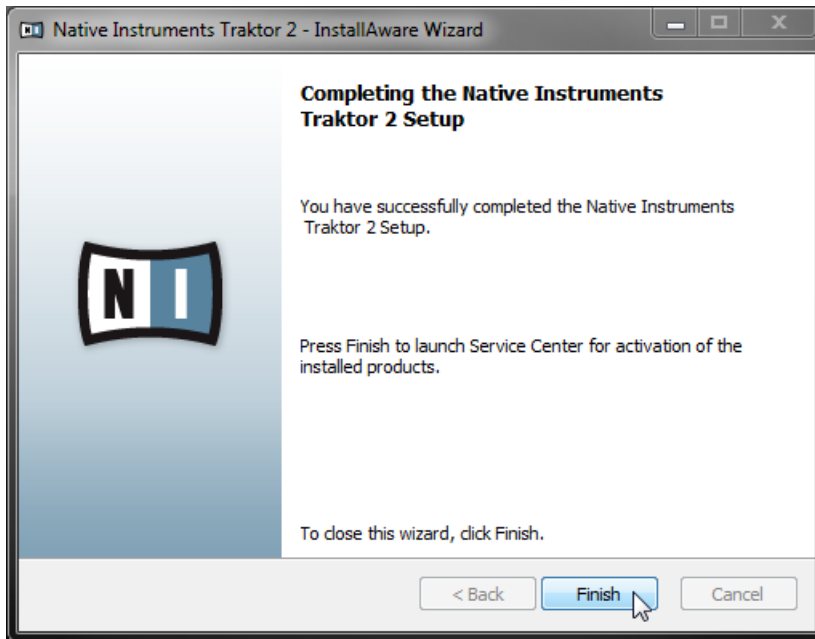 Native Instruments Traktor 2 - InstallAware Wizard
Completing the Native Instruments
Traktor 2 Setup
You have successfully completed the Native Instruments
Traktor 2 Setup.
N I
Press Finish to launch Service Center for activation of the
installed products.
To close this wizard, click Finish.
< Back Finish Cancel